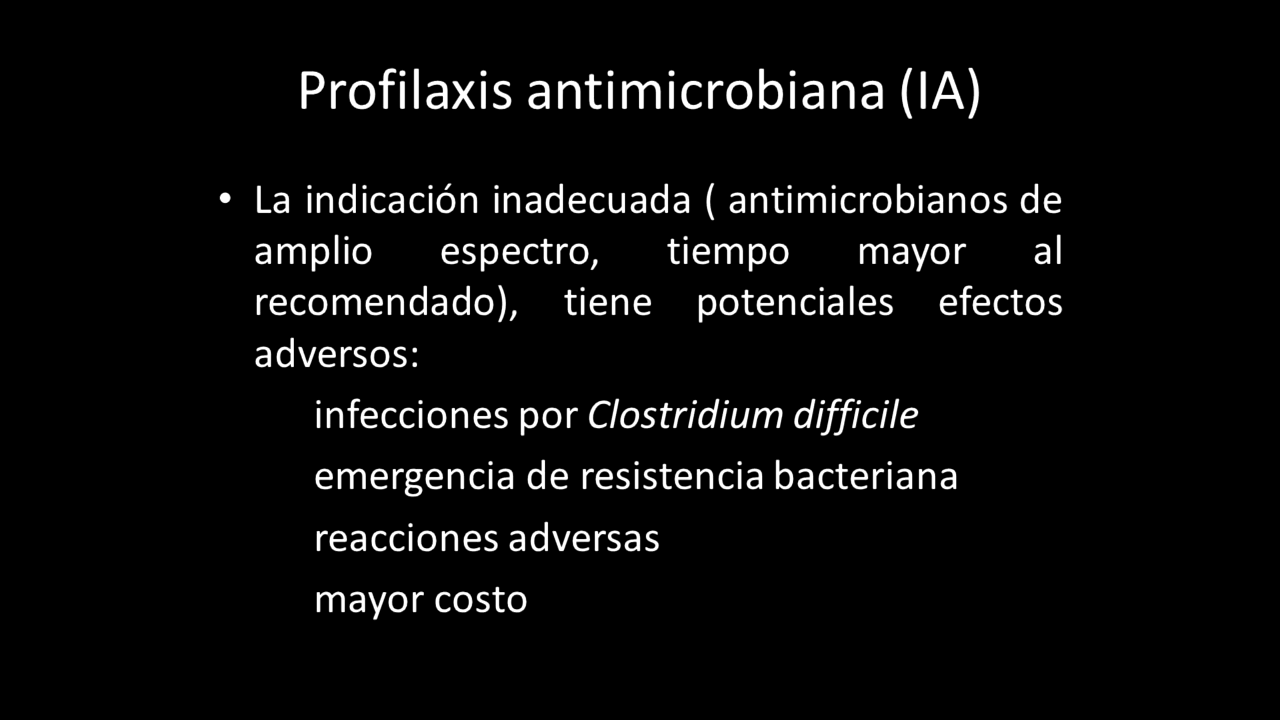 Profilaxis antimicrobiana (IA)
• La indicación inadecuada ( antimicrobianos de
amplio espectro, tiempo mayor al
recomendado), tiene potenciales efectos
adversos:
infecciones por Clostridium difficile
emergencia de resistencia bacteriana
reacciones adversas
mayor costo